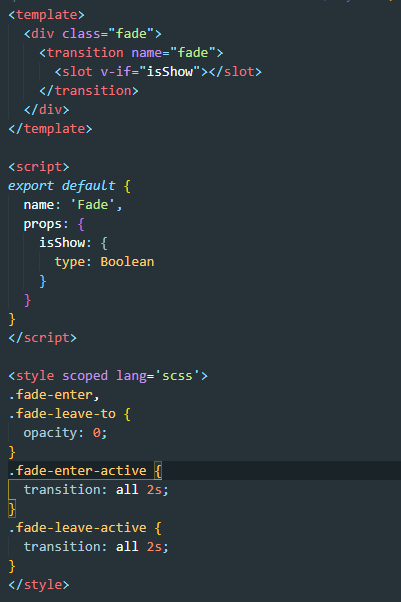 <template>
  <div class="fade">
    <transition name="fade">
      <slot v-if="isShow"></slot>
    </transition>
  </div>
</template>

<script>
export default {
  name: 'Fade',
  props: {
    isShow: {
      type: Boolean
    }
  }
}
</script>

<style scoped lang='scss'>
.fade-enter,
.fade-leave-to {
  opacity: 0;
}
.fade-enter-active {
  transition: all 2s;
}
.fade-leave-active {
  transition: all 2s;
}
</style>